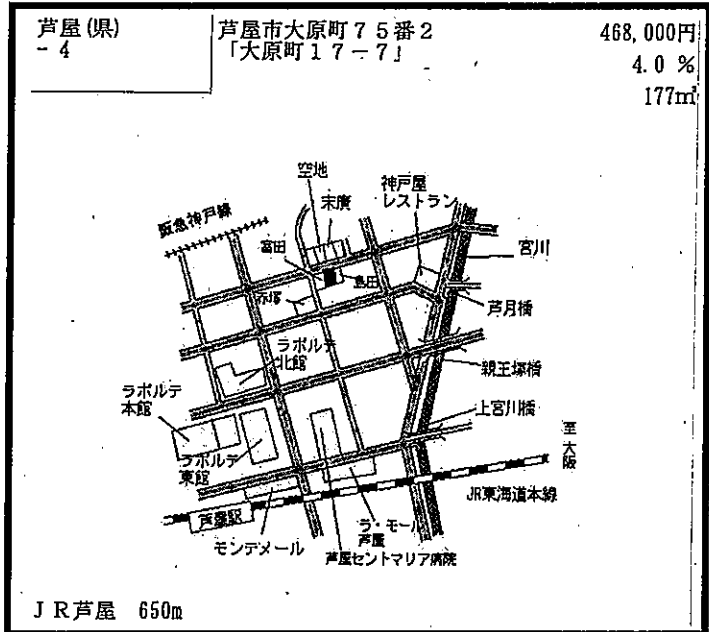 芦屋(県)
－4
芦屋市大原町７５番２
「大原町１７－７」
468,000円
4.0 %
177㎡
空地
末廣
神戸屋
レストラン
阪急神戸線
富田
宮川
島田
赤塚
芦月橋
ラポルテ
北館
親王塚橋
ラポルテ
本館
上宮川橋
至大阪
ラポルテ
東館
JR東海道本線
芦屋駅
ラ・モール
芦屋
モンテメール
芦屋セントマリア病院
ＪＲ芦屋 650m